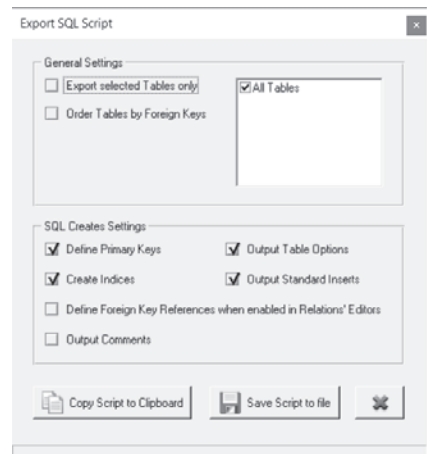 Export SQL Script
General Settings
Export selected Tables only
All Tables
Order Tables by Foreign Keys
SQL Creates Settings
Define Primary Keys
Output Table Options
Create Indices
Output Standard Inserts
Define Foreign Key References when enabled in Relations' Editors
Output Comments
Copy Script to Clipboard
Save Script to file